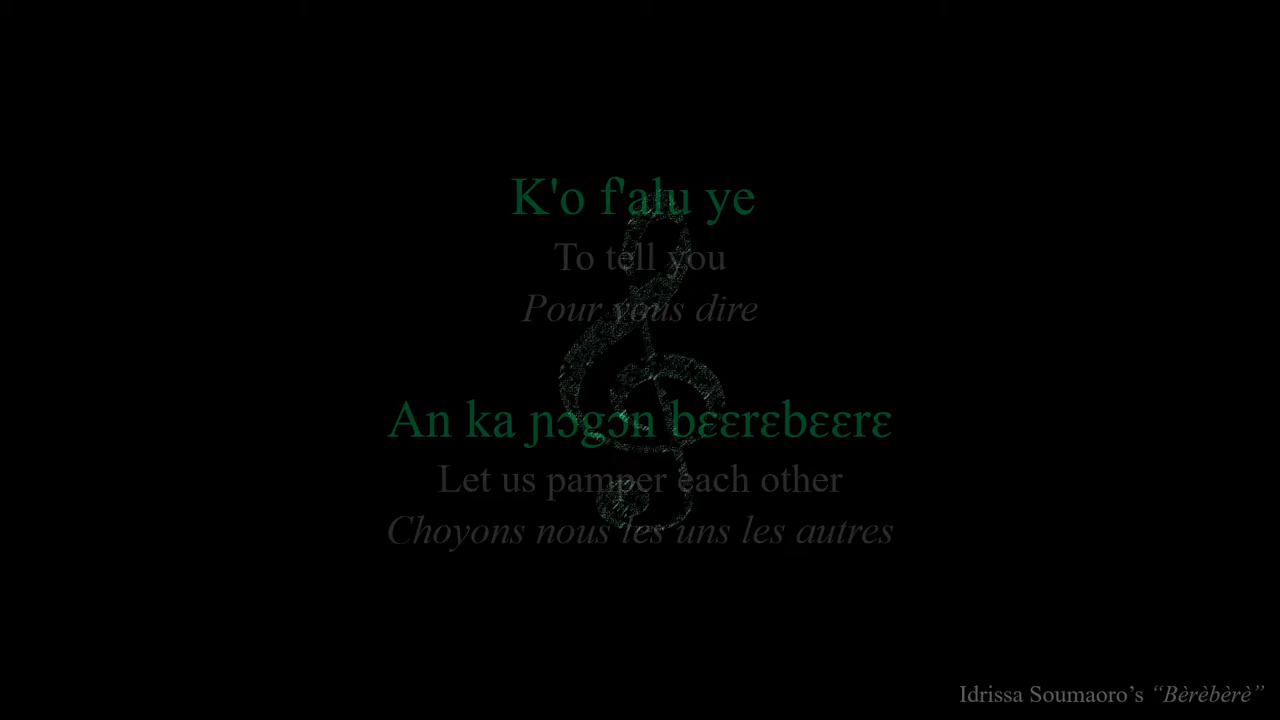 K'o f'alu ye
To tell you
Pour vous dire
An ka ɲɔgɔn bɛɛrɛbɛɛrɛ
Let us pamper each other
Choyons nous les uns les autres
Idrissa Soumaoro’s “Bèrèbèrè”